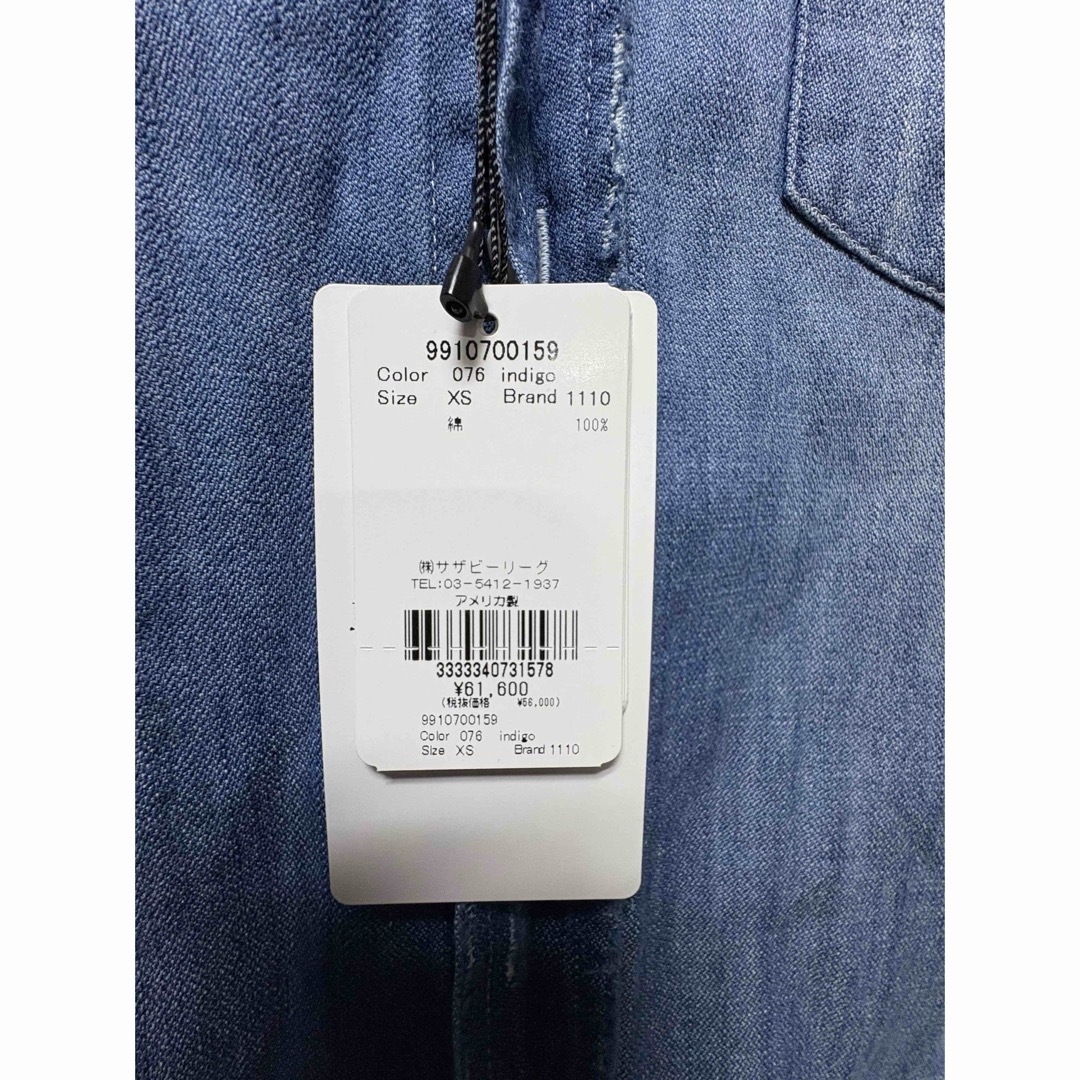 9910700159
Color 076 indigo
Size XS Brand 1110
綿 100%
㈱サザビーリーグ
TEL:03-5412-1937
アメリカ製
3333340731578
¥61,600
(税抜価格 ¥56,000)
9910700159
Color 076 indigo
Size XS Brand 1110